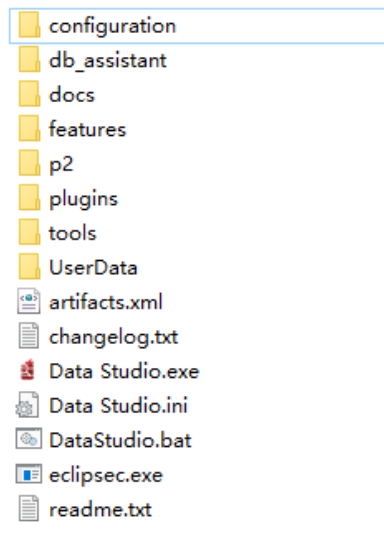 configuration
db_assistant
docs
features
p2
plugins
tools
UserData
artifacts.xml
changelog.txt
Data Studio.exe
Data Studio.ini
DataStudio.bat
eclipsec.exe
readme.txt